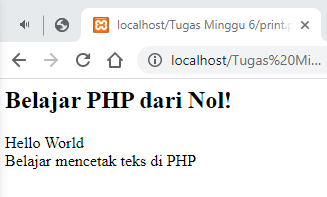 localhost/Tugas Minggu 6/print.p
localhost/Tugas%20Mi...
Belajar PHP dari Nol!
Hello World
Belajar mencetak teks di PHP